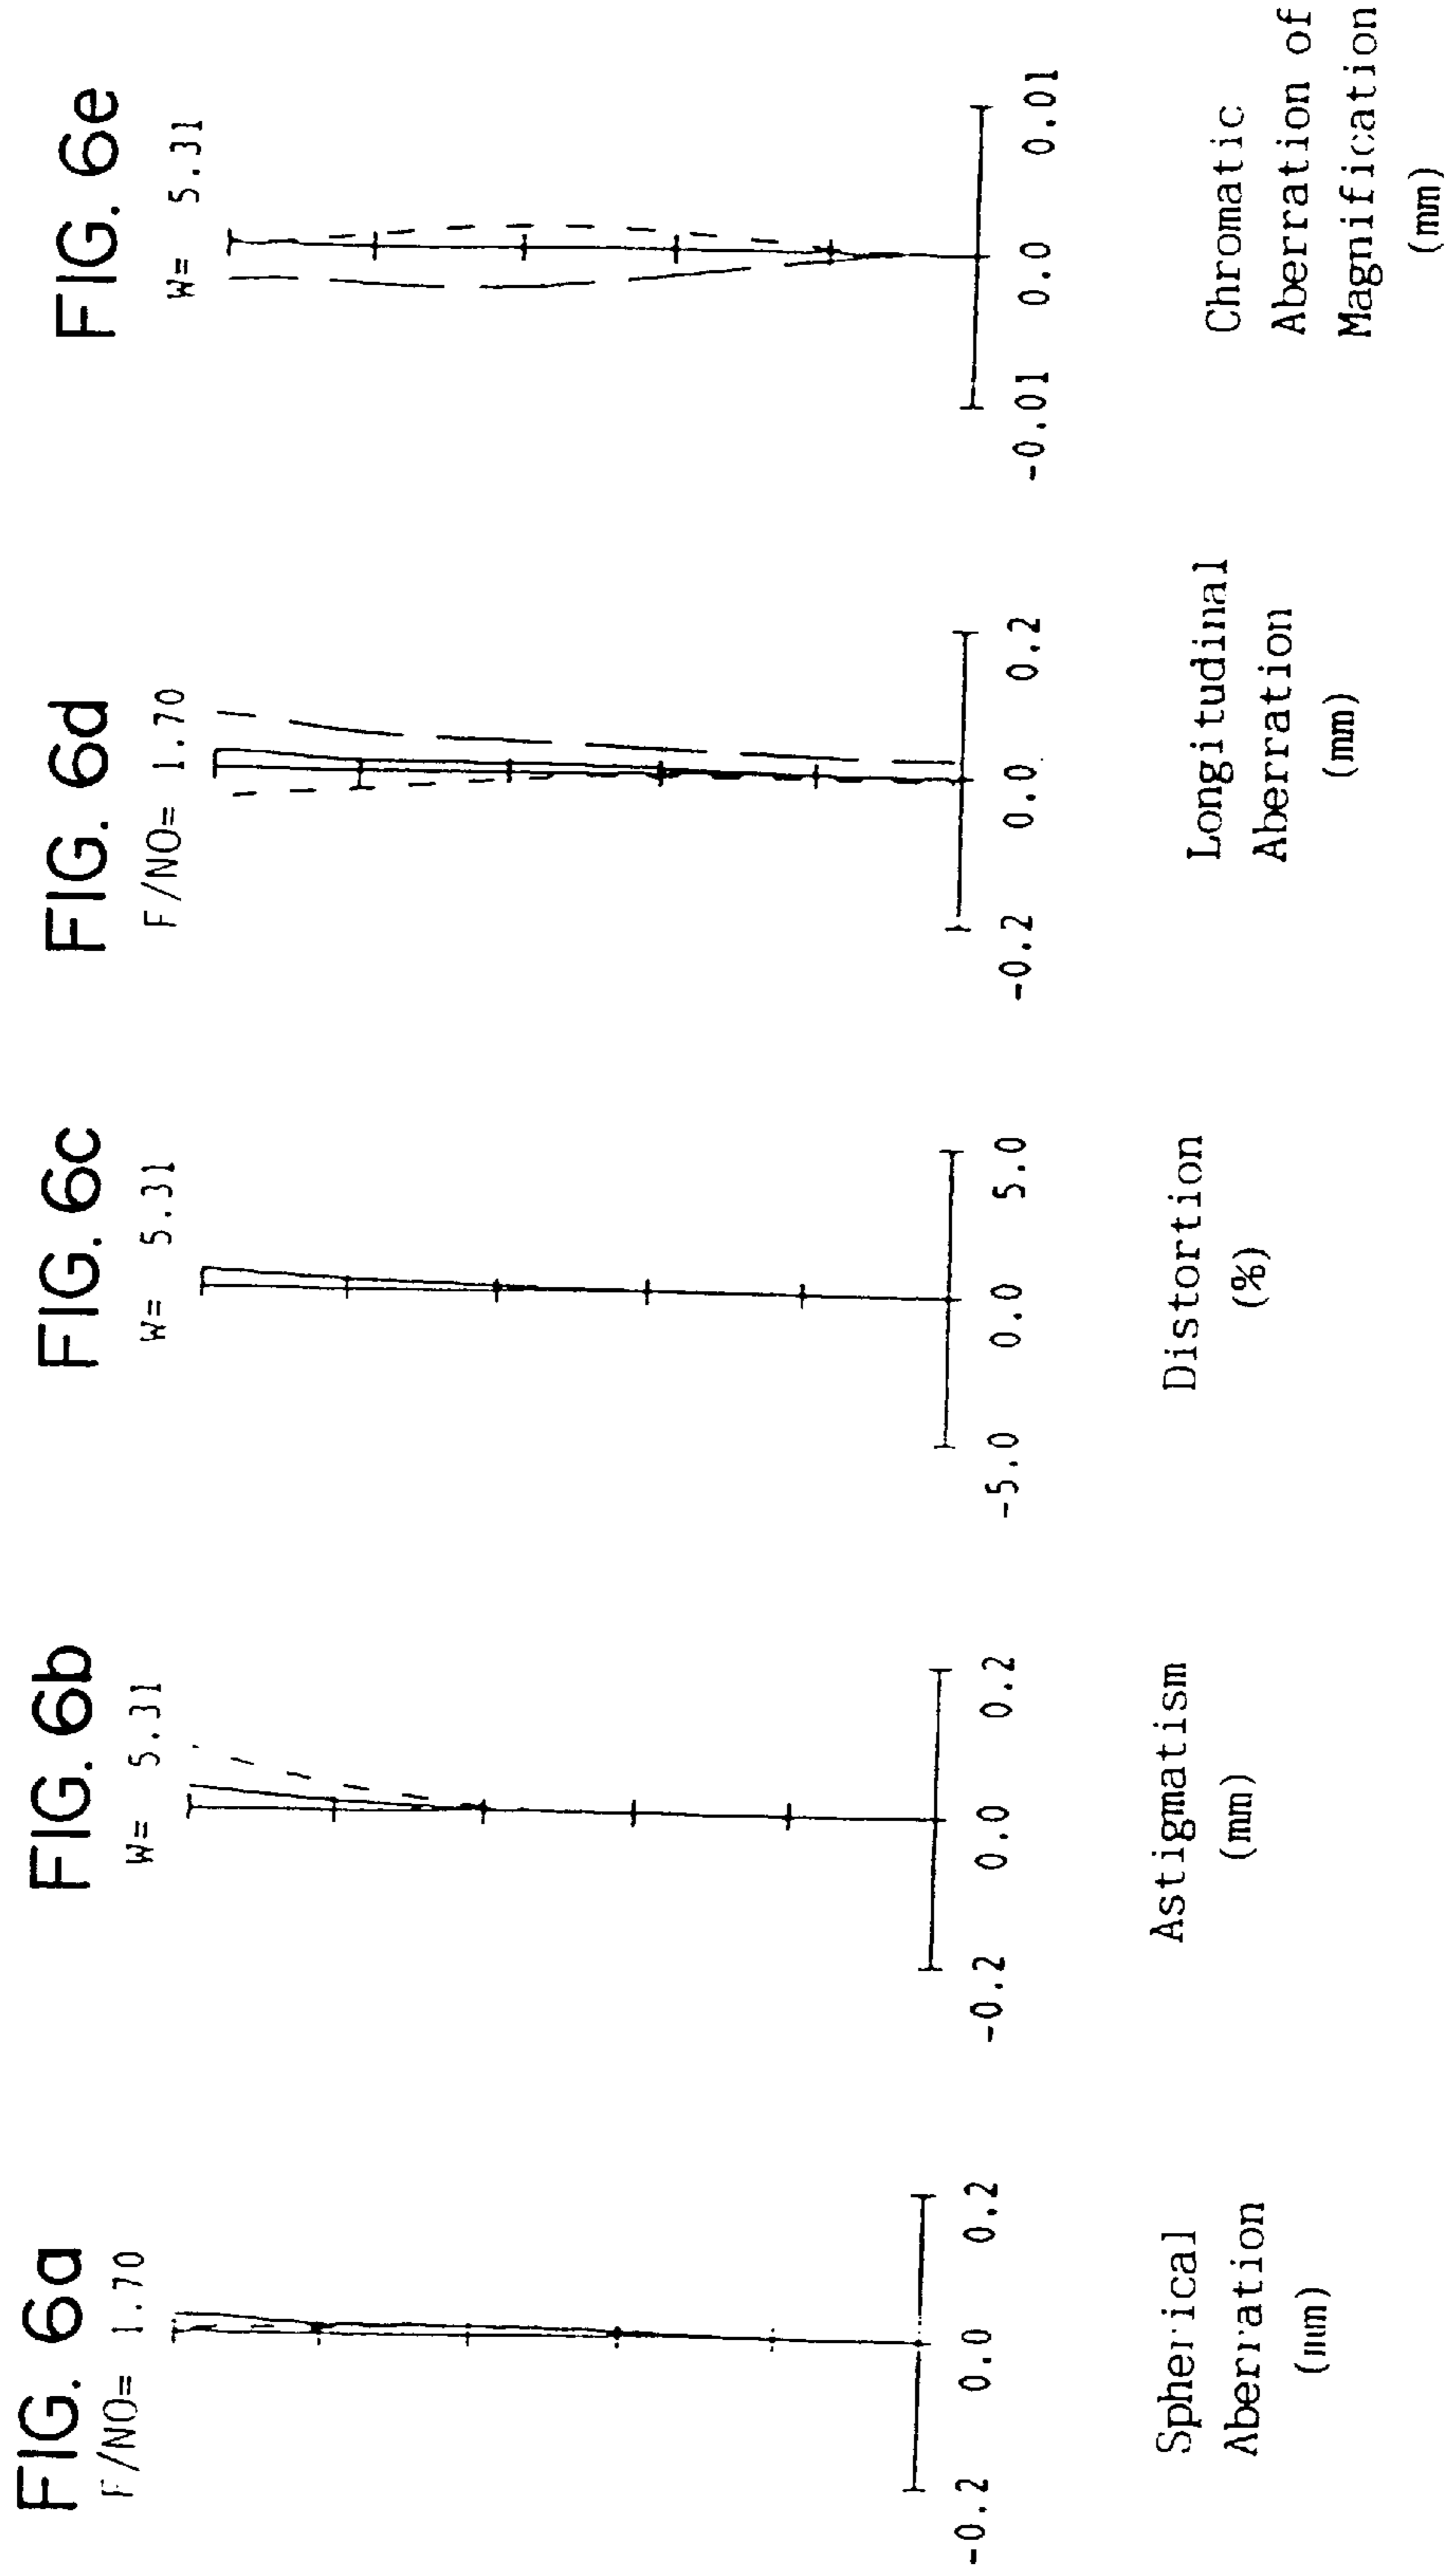 FIG. 6a
F/NO= 1.70
-0.2 0.0 0.2
Spherical
Aberration
(mm)
FIG. 6b
W= 5.31
-0.2 0.0 0.2
Astigmatism
(mm)
FIG. 6c
W= 5.31
-5.0 0.0 5.0
Distortion
(%)
FIG. 6d
F/NO= 1.70
-0.2 0.0 0.2
Longitudinal
Aberration
(mm)
FIG. 6e
W= 5.31
-0.01 0.0 0.01
Chromatic
Aberration of
Magnification
(mm)